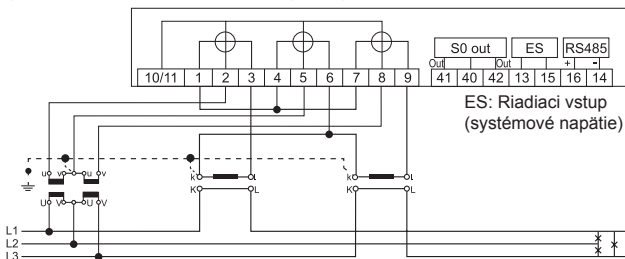 S0 out ES RS485
Out Out + -
10/11 1 2 3 4 5 6 7 8 9 41 40 42 13 15 16 14
ES: Riadiaci vstup
(systémové napätie)
u v u v k l k l
U V U V K L K L
L1
L2
L3